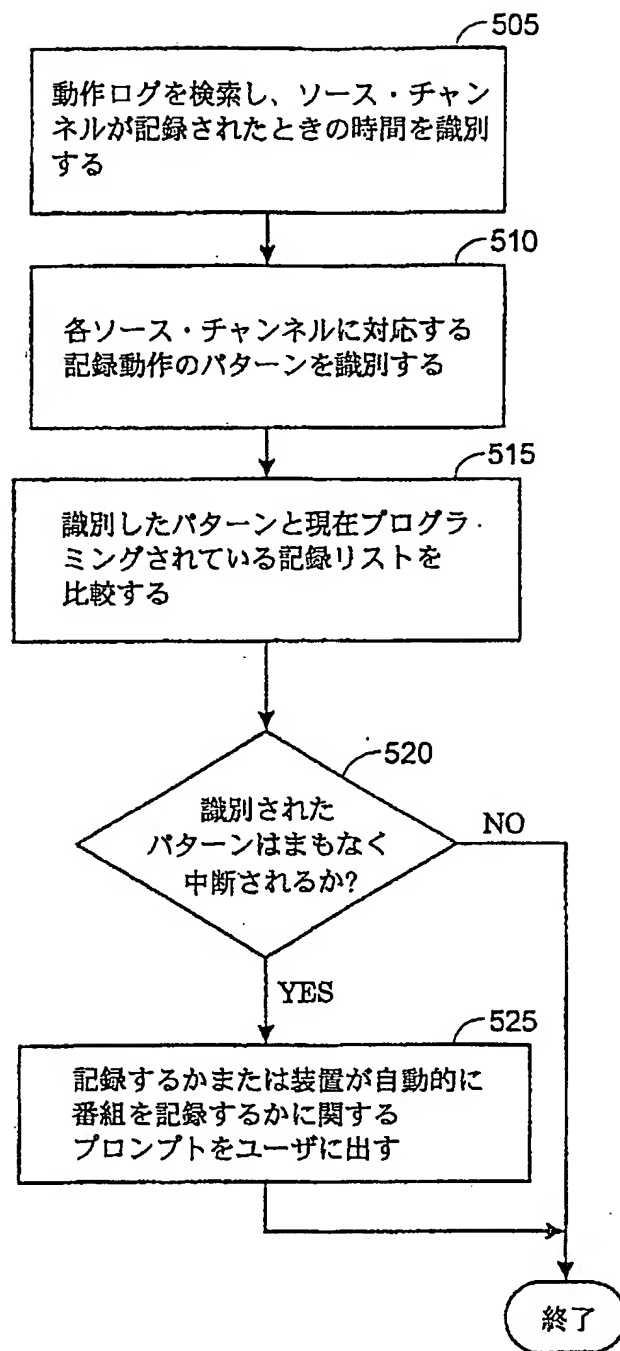 505
動作ログを検索し、ソース・チャン
ネルが記録されたときの時間を識別
する
510
各ソース・チャンネルに対応する
記録動作のパターンを識別する
515
識別したパターンと現在プログラ
ミングされている記録リストを
比較する
520
識別された
パターンはまもなく
中断されるか?
NO
YES
525
記録するかまたは装置が自動的に
番組を記録するかに関する
プロンプトをユーザに出す
終了